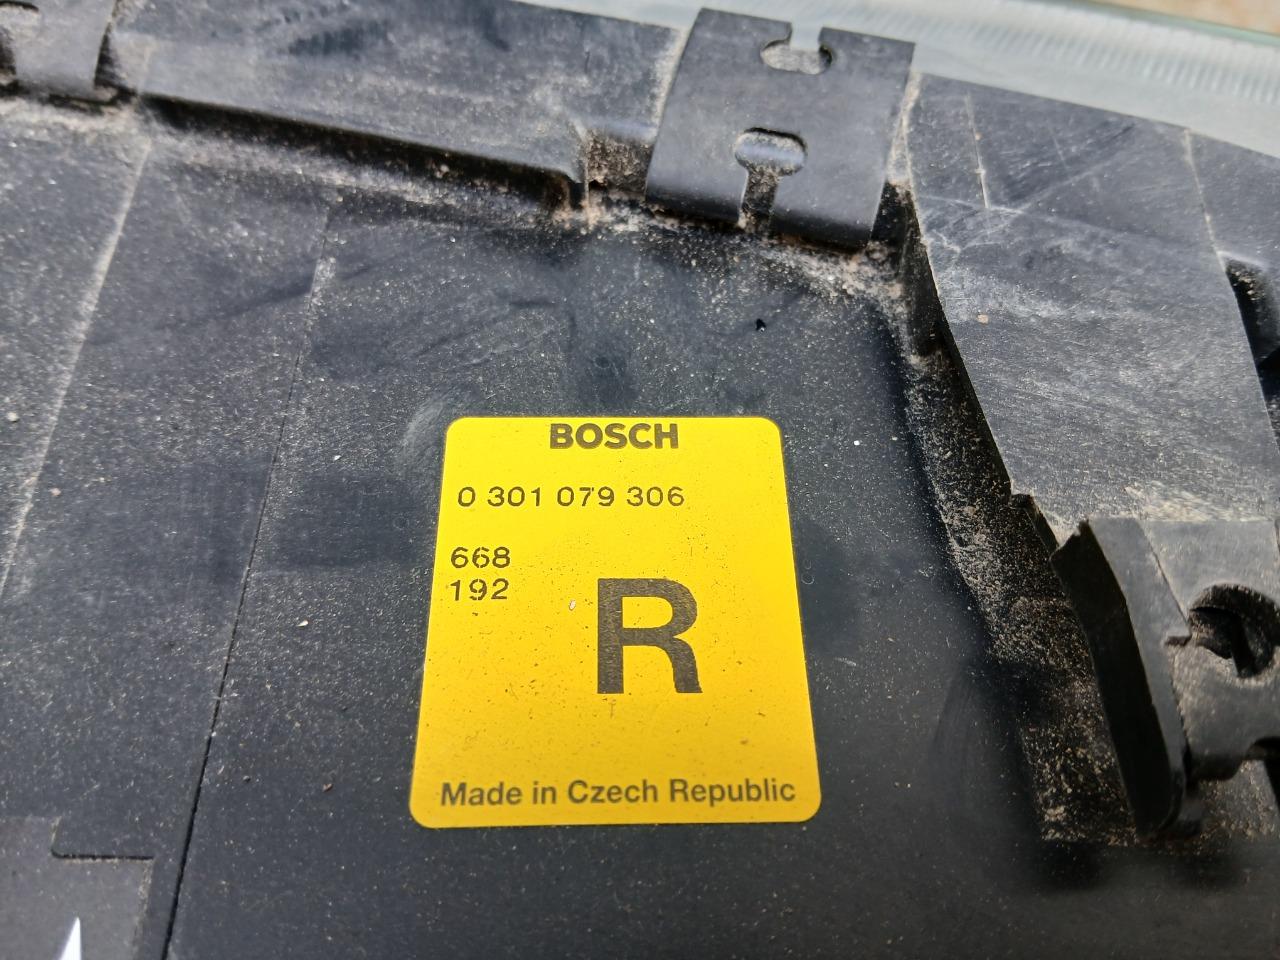 BOSCH
0 301 079 306
668
192
R
Made in Czech Republic